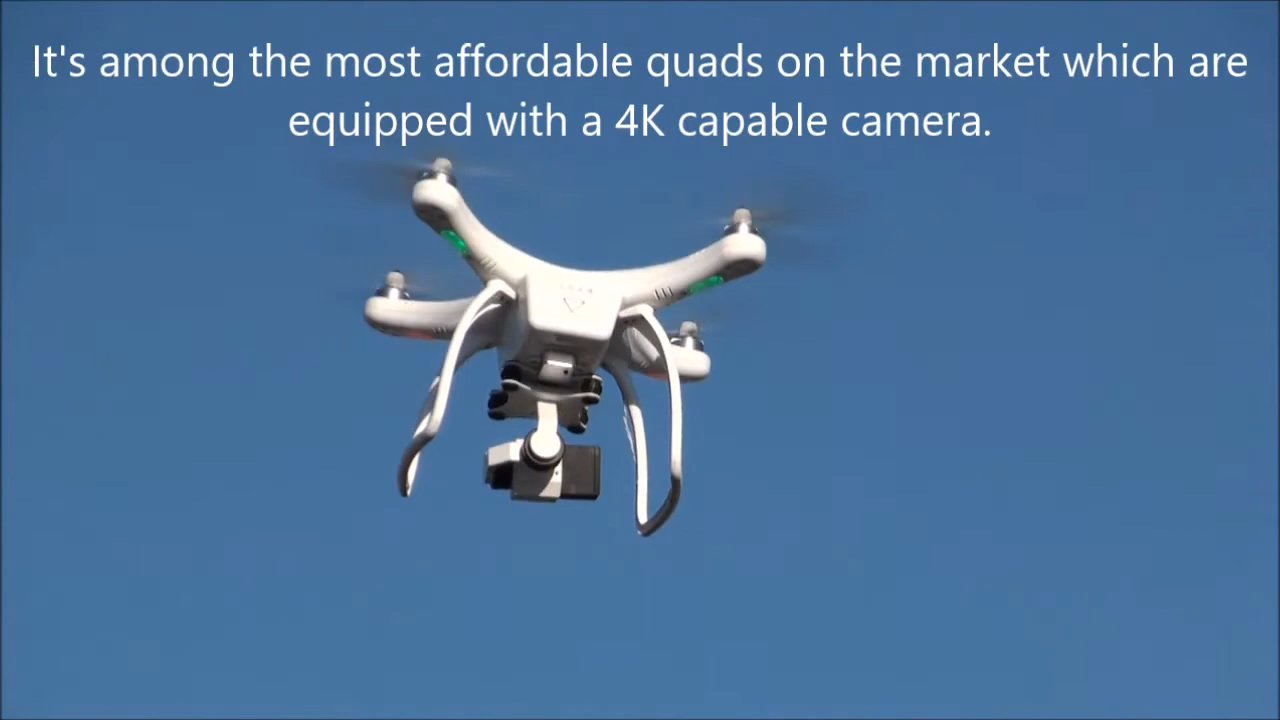 It's among the most affordable quads on the market which are
equipped with a 4K capable camera.